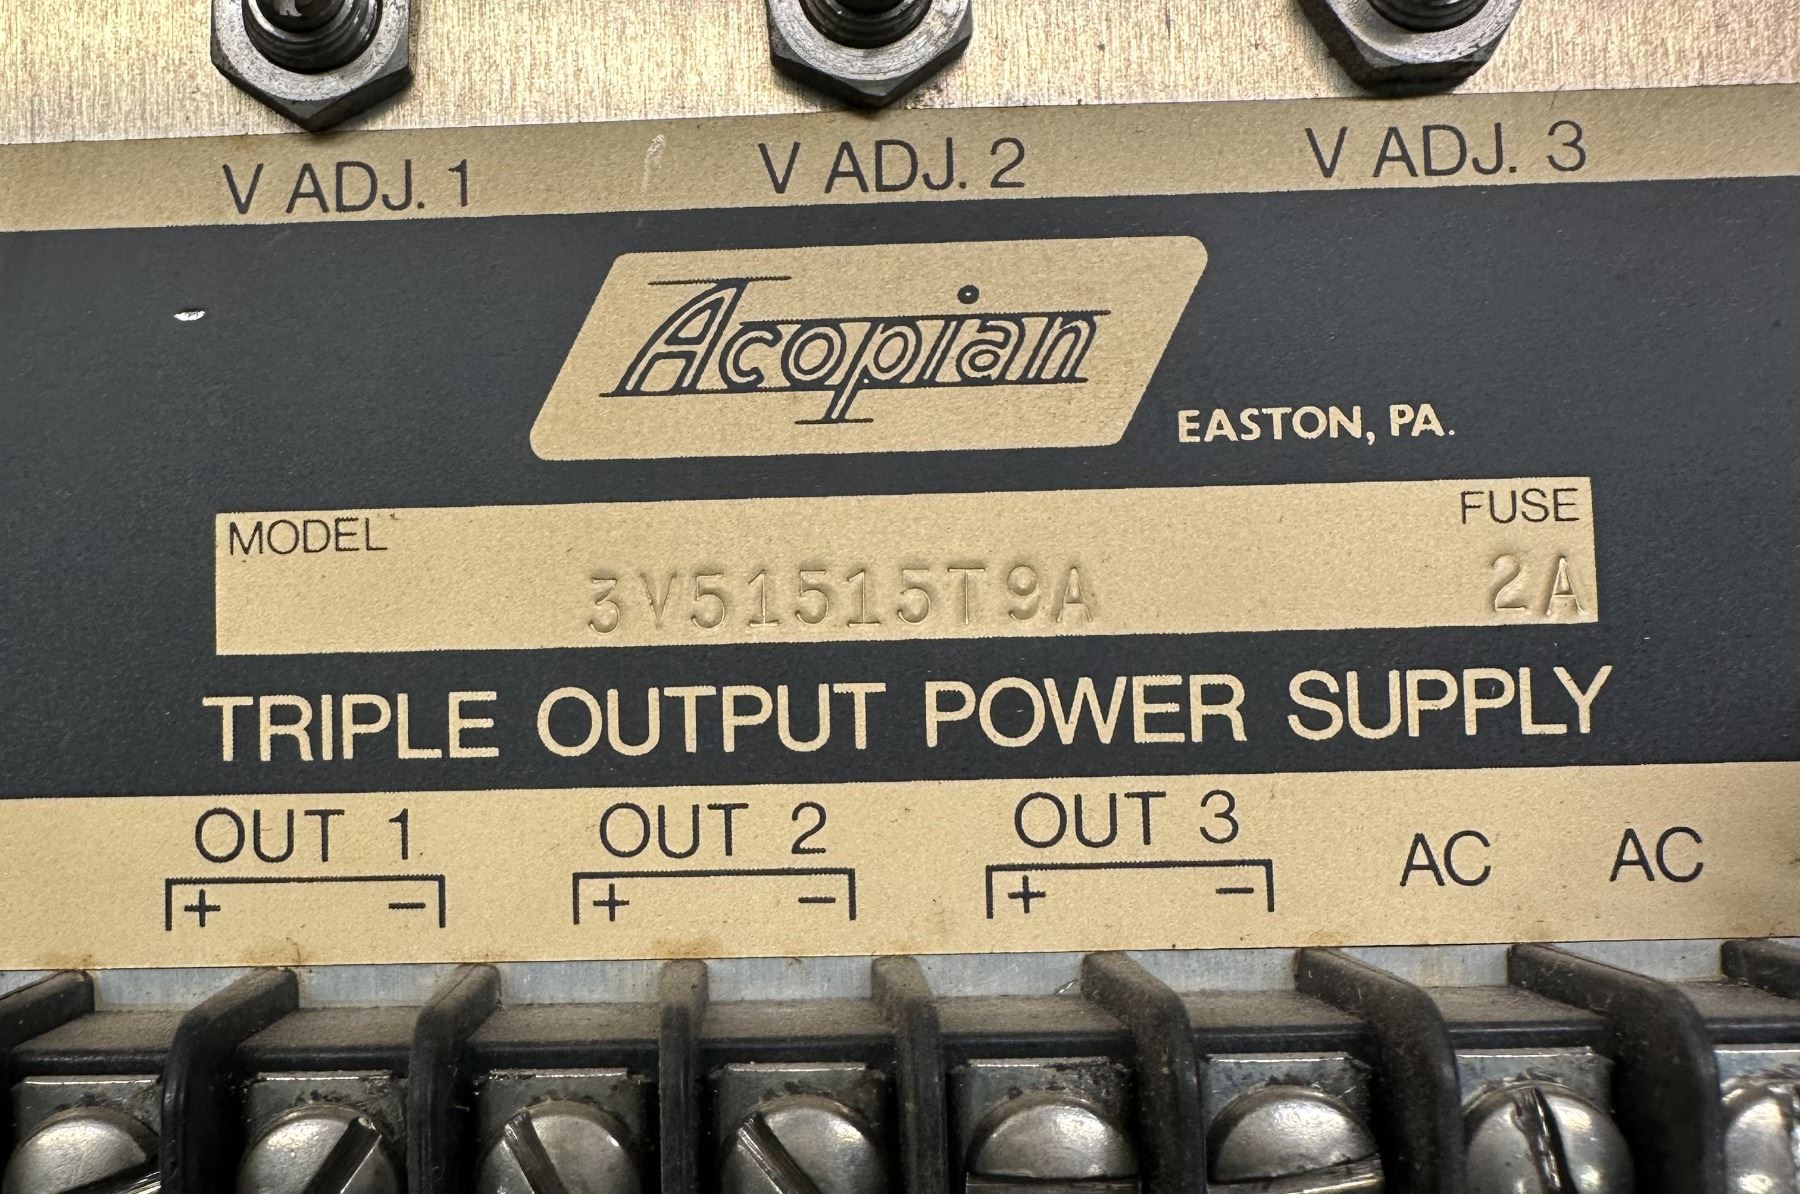 V ADJ. 1 V ADJ. 2 V ADJ. 3
Acopian
EASTON, PA.
MODEL FUSE
3V51515T9A 2A
TRIPLE OUTPUT POWER SUPPLY
OUT 1 OUT 2 OUT 3 AC AC
+ − + − + −